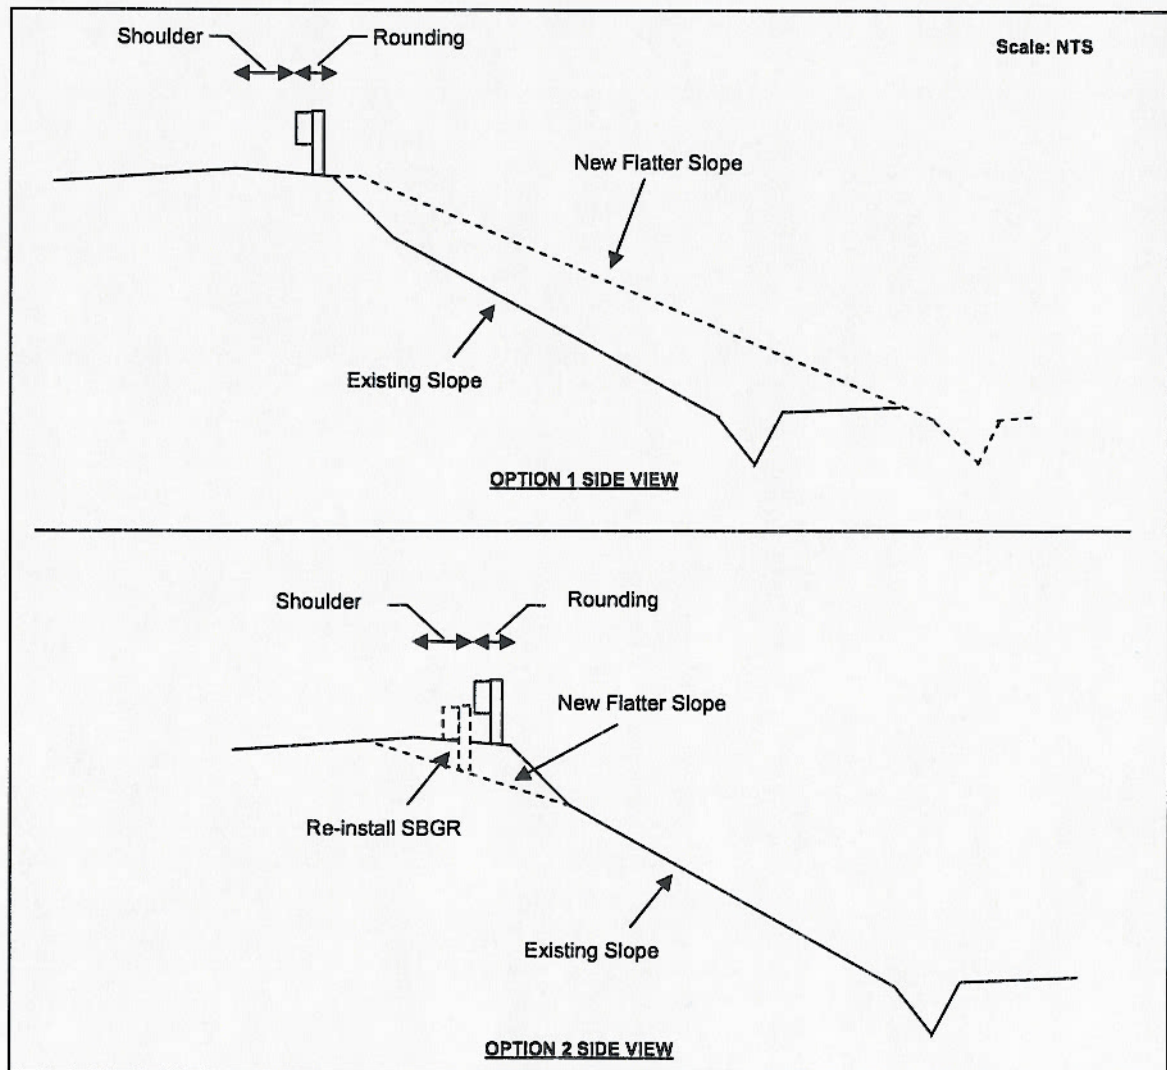 Shoulder
Rounding
Scale: NTS
New Flatter Slope
Existing Slope
OPTION 1 SIDE VIEW
Shoulder
Rounding
New Flatter Slope
Re-install SBGR
Existing Slope
OPTION 2 SIDE VIEW